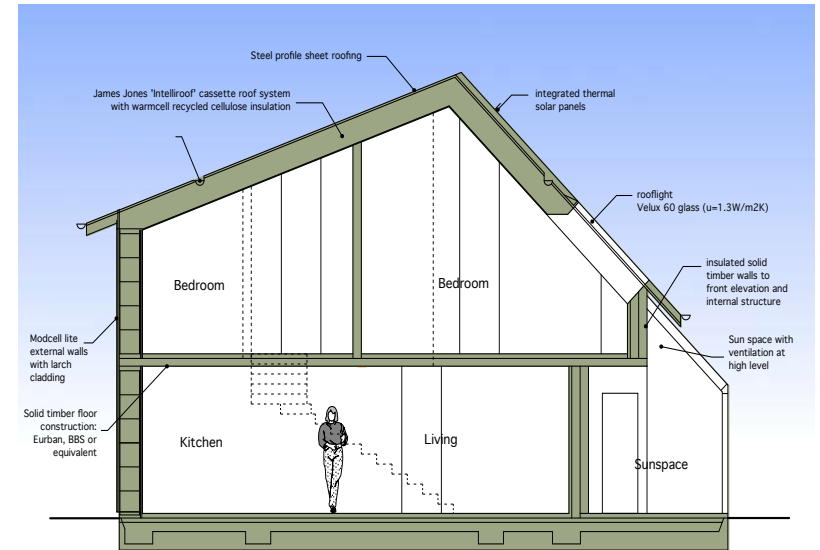 Steel profile sheet roofing
James Jones 'Intelliroof' cassette roof system
with warmcell recycled cellulose insulation
integrated thermal
solar panels
rooflight
Velux 60 glass (u=1.3W/m2K)
insulated solid
timber walls to
front elevation and
internal structure
Bedroom
Bedroom
Modcell lite
external walls
with larch
cladding
Sun space with
ventilation at
high level
Solid timber floor
construction:
Eurban, BBS or
equivalent
Kitchen
Living
Sunspace